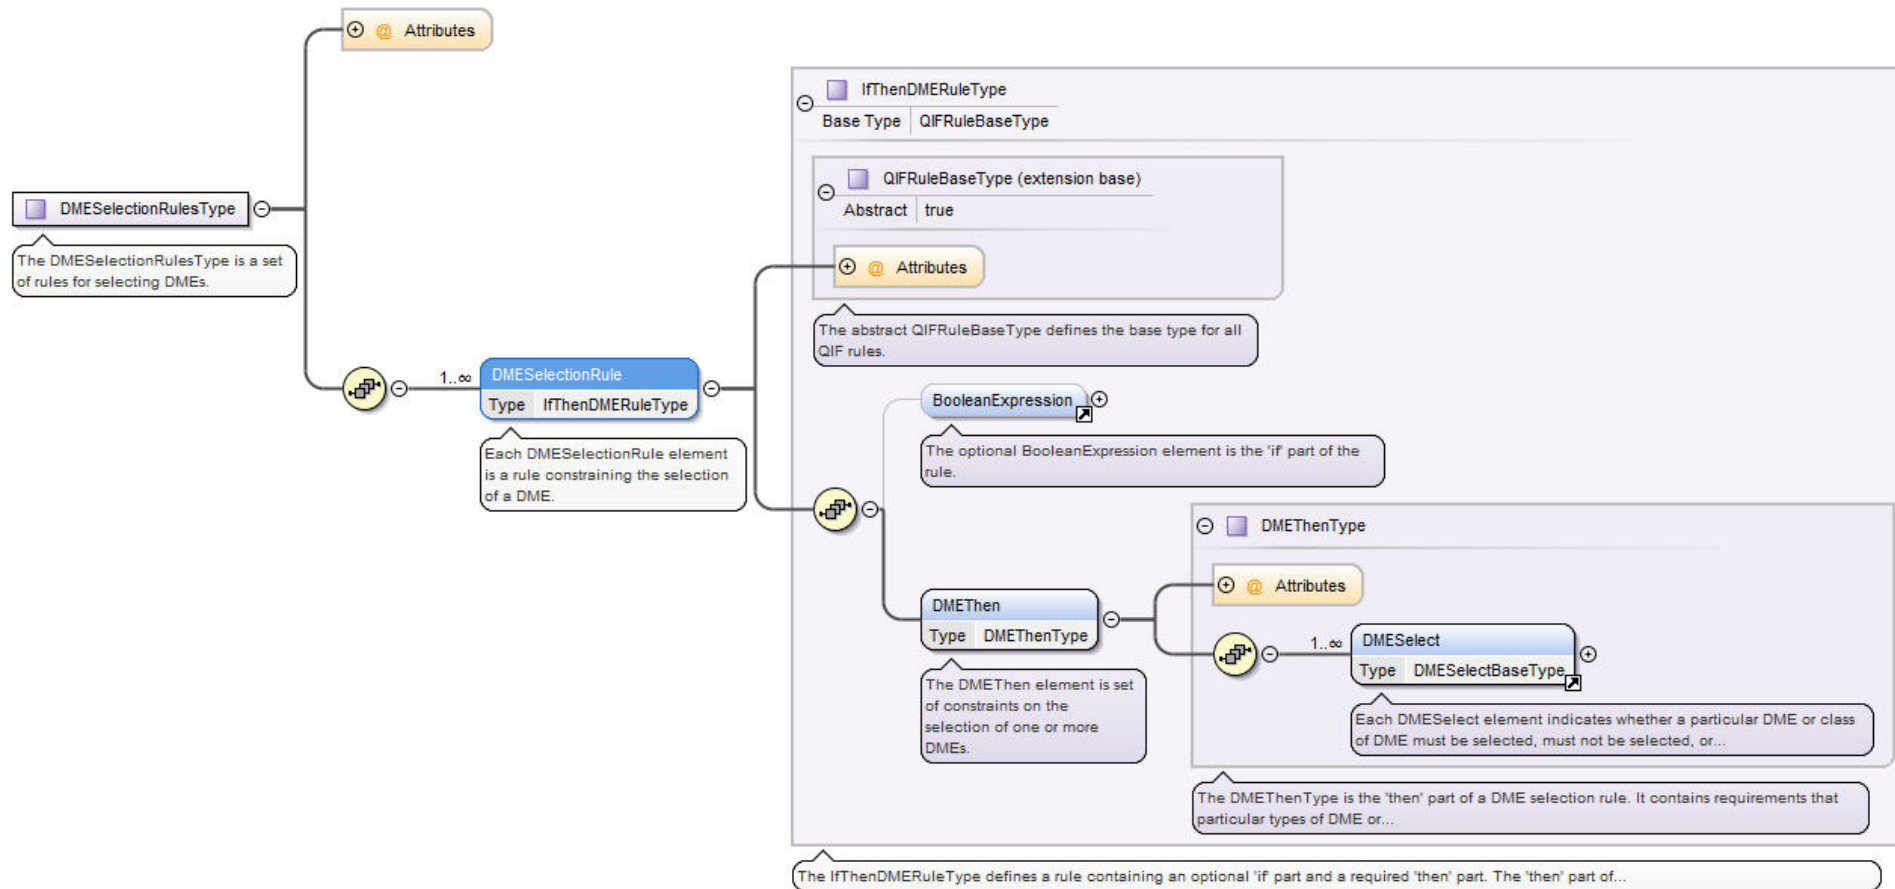 @ Attributes
IfThenDMERuleType
Base Type QIFRuleBaseType
QIFRuleBaseType (extension base)
Abstract true
@ Attributes
The abstract QIFRuleBaseType defines the base type for all
QIF rules.
DMESelectionRulesType
The DMESelectionRulesType is a set
of rules for selecting DMEs.
1..∞
DMESelectionRule
Type IfThenDMERuleType
Each DMESelectionRule element
is a rule constraining the selection
of a DME.
BooleanExpression
The optional BooleanExpression element is the 'if' part of the
rule.
DMEThen
Type DMEThenType
The DMEThen element is set
of constraints on the
selection of one or more
DMEs.
DMEThenType
@ Attributes
1..∞
DMESelect
Type DMESelectBaseType
Each DMESelect element indicates whether a particular DME or class
of DME must be selected, must not be selected, or...
The DMEThenType is the 'then' part of a DME selection rule. It contains requirements that
particular types of DME or...
The IfThenDMERuleType defines a rule containing an optional 'if' part and a required 'then' part. The 'then' part of...